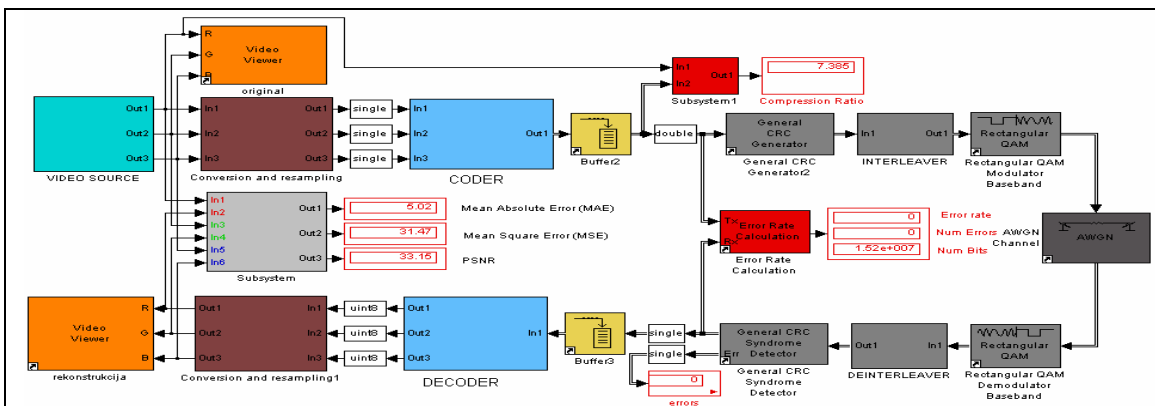 R
G
B
Video
Viewer
original
In1
In2
Out1
Subsystem1
7.385
Compression Ratio
Out1
Out2
Out3
VIDEO SOURCE
In1
In2
In3
Out1
Out2
Out3
Conversion and resampling
single
single
single
In1
In2
In3
Out1
CODER
Buffer2
double
General
CRC
Generator
General CRC
Generator2
In1
Out1
INTERLEAVER
Rectangular
QAM
Rectangular QAM
Modulator
Baseband
In1
In2
In3
In4
In5
In6
Out1
Out2
Out3
Subsystem
5.02
Mean Absolute Error (MAE)
31.47
Mean Square Error (MSE)
33.15
PSNR
Tx
Rx
Error Rate
Calculation
Error Rate
Calculation
0
Error rate
0
Num Errors
1.52e+007
Num Bits
AWGN
Channel
AWGN
Video
Viewer
R
G
B
rekonstrukcija
Out1
Out2
Out3
In1
In2
In3
Conversion and resampling1
uint8
uint8
uint8
Out1
Out2
Out3
In1
DECODER
Buffer3
single
single
0
errors
General CRC
Syndrome
Detector
Err
General CRC
Syndrome
Detector
Out1
In1
DEINTERLEAVER
Rectangular
QAM
Rectangular QAM
Demodulator
Baseband